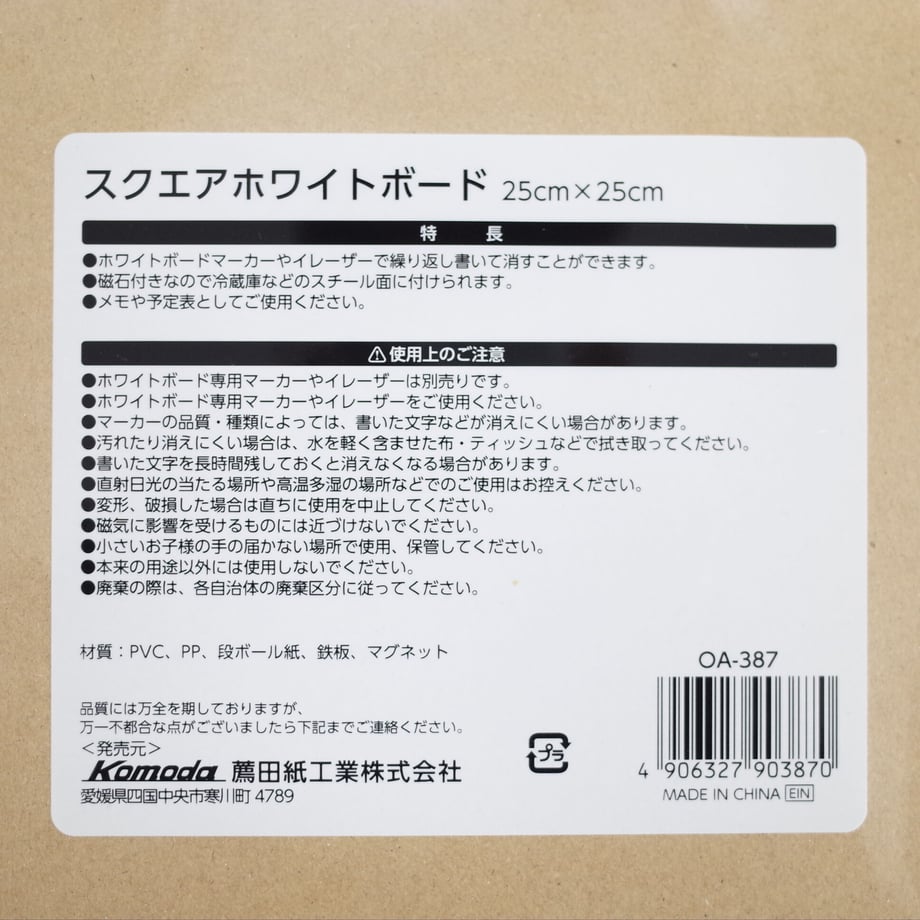 スクエアホワイトボード 25cm×25cm
特 長
●ホワイトボードマーカーやイレーザーで繰り返し書いて消すことができます。
●磁石付きなので冷蔵庫などのスチール面に付けられます。
●メモや予定表としてご使用ください。
⚠使用上のご注意
●ホワイトボード専用マーカーやイレーザーは別売りです。
●ホワイトボード専用マーカーやイレーザーをご使用ください。
●マーカーの品質・種類によっては、書いた文字などが消えにくい場合があります。
●汚れたり消えにくい場合は、水を軽く含ませた布・ティッシュなどで拭き取ってください。
●書いた文字を長時間残しておくと消えなくなる場合があります。
●直射日光の当たる場所や高温多湿の場所などでのご使用はお控えください。
●変形、破損した場合は直ちに使用を中止してください。
●磁気に影響を受けるものには近づけないでください。
●小さいお子様の手の届かない場所で使用、保管してください。
●本来の用途以外には使用しないでください。
●廃棄の際は、各自治体の廃棄区分に従ってください。
材質：PVC、PP、段ボール紙、鉄板、マグネット
品質には万全を期しておりますが、
万一不都合な点がございましたら下記までご連絡ください。
＜発売元＞
Komoda 薦田紙工業株式会社
愛媛県四国中央市寒川町 4789
プラ
OA-387
4 906327 903870
MADE IN CHINA EIN